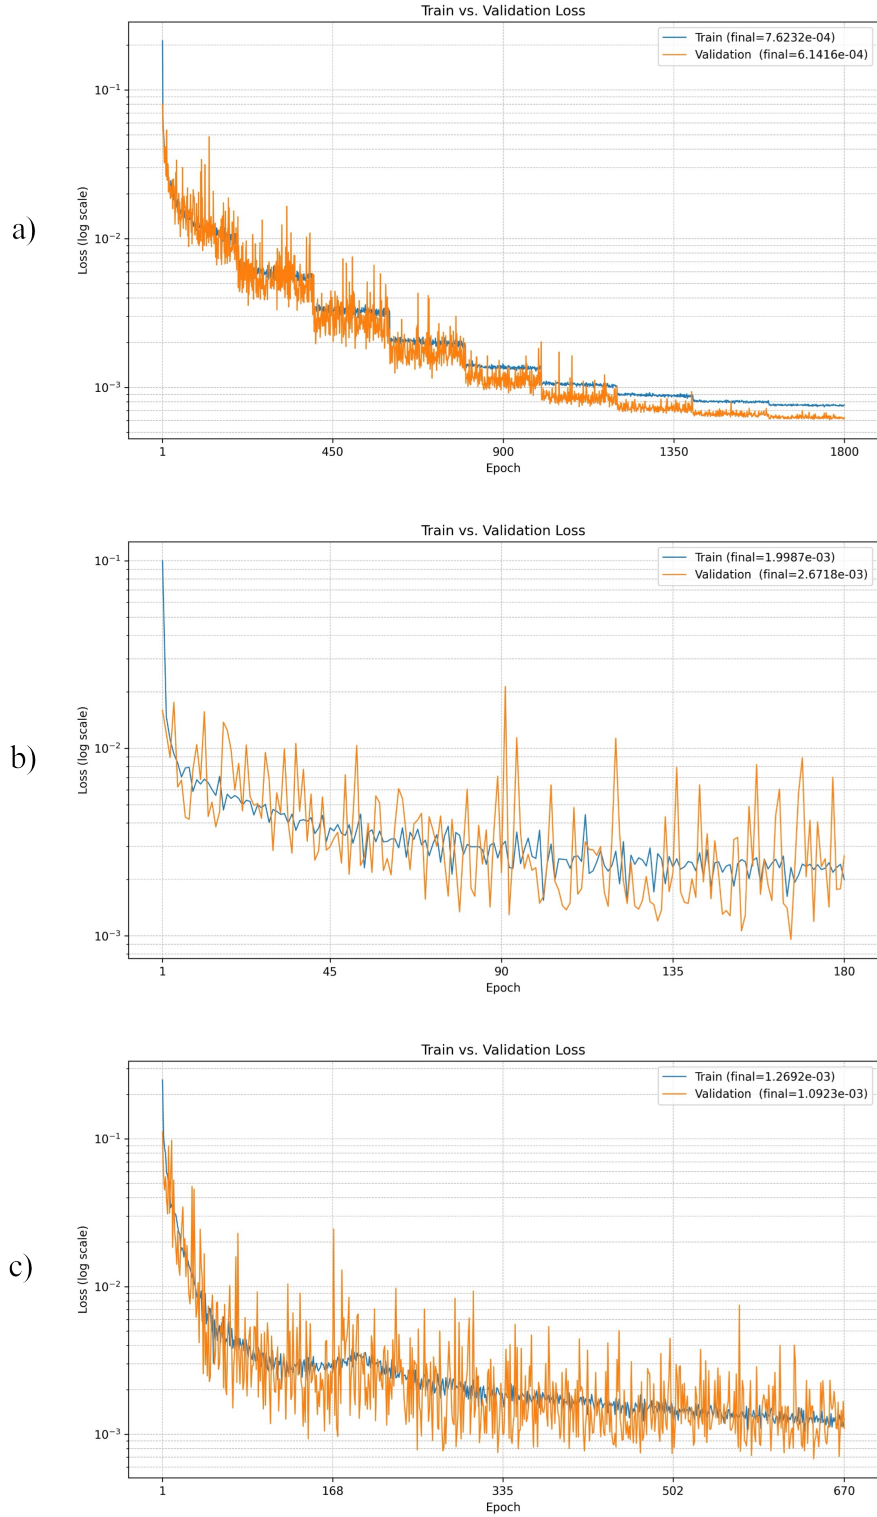 a)
Train vs. Validation Loss
Train (final=7.6232e-04)
Validation  (final=6.1416e-04)
Loss (log scale)
10⁻¹
10⁻²
10⁻³
1 450 900 1350 1800
Epoch
b)
Train vs. Validation Loss
Train (final=1.9987e-03)
Validation  (final=2.6718e-03)
Loss (log scale)
10⁻¹
10⁻²
10⁻³
1 45 90 135 180
Epoch
c)
Train vs. Validation Loss
Train (final=1.2692e-03)
Validation  (final=1.0923e-03)
Loss (log scale)
10⁻¹
10⁻²
10⁻³
1 168 335 502 670
Epoch